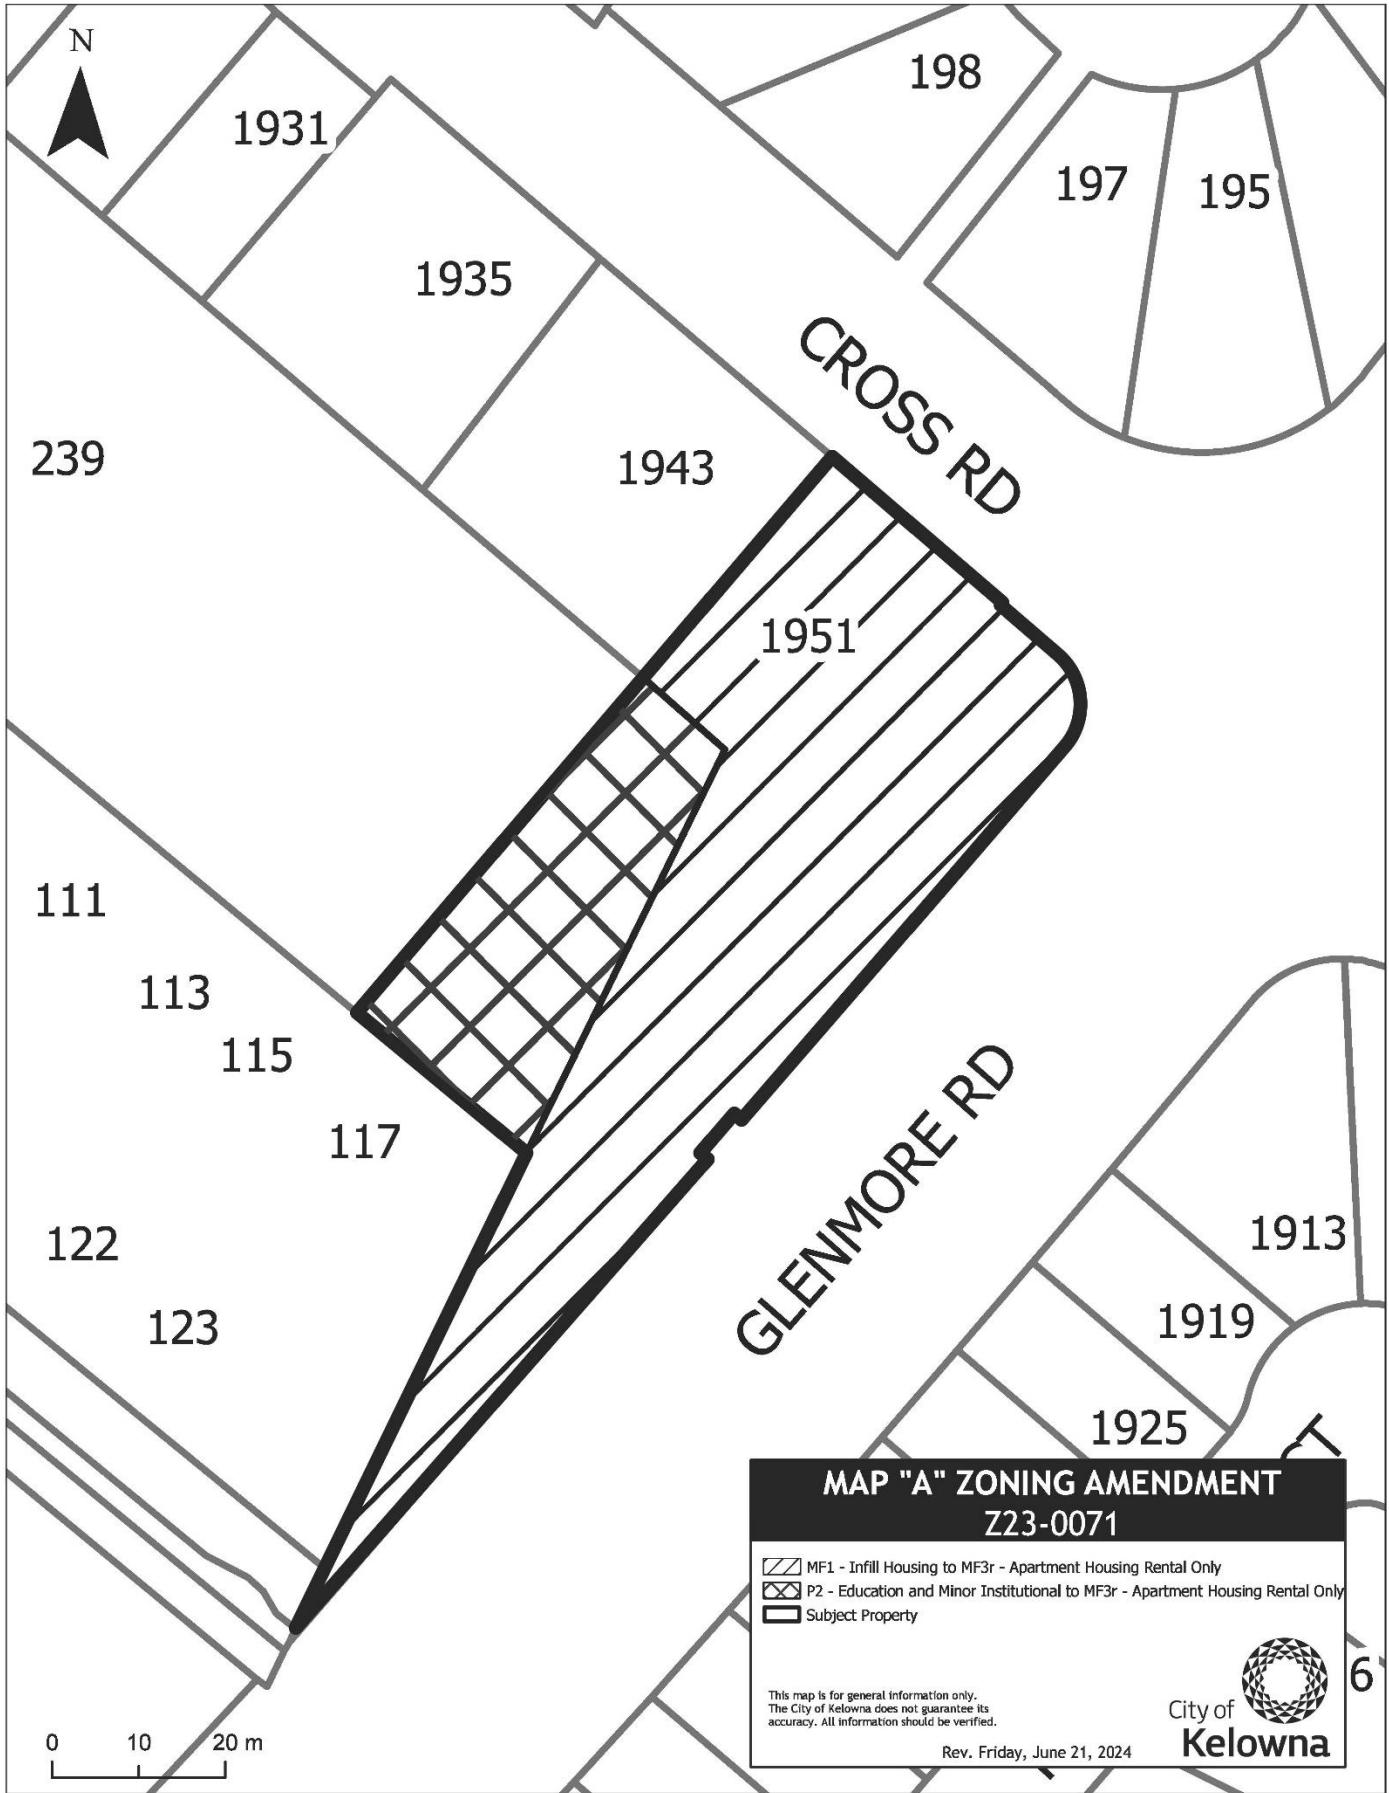 N
198
1931
197
195
1935
CROSS RD
239
1943
1951
111
113
115
GLENMORE RD
117
1913
122
1919
123
1925
CT
MAP "A" ZONING AMENDMENT
Z23-0071
MF1 - Infill Housing to MF3r - Apartment Housing Rental Only
P2 - Education and Minor Institutional to MF3r - Apartment Housing Rental Only
Subject Property
6
This map is for general information only.
The City of Kelowna does not guarantee its
accuracy. All information should be verified.
City of
Kelowna
Rev. Friday, June 21, 2024
0 10 20 m